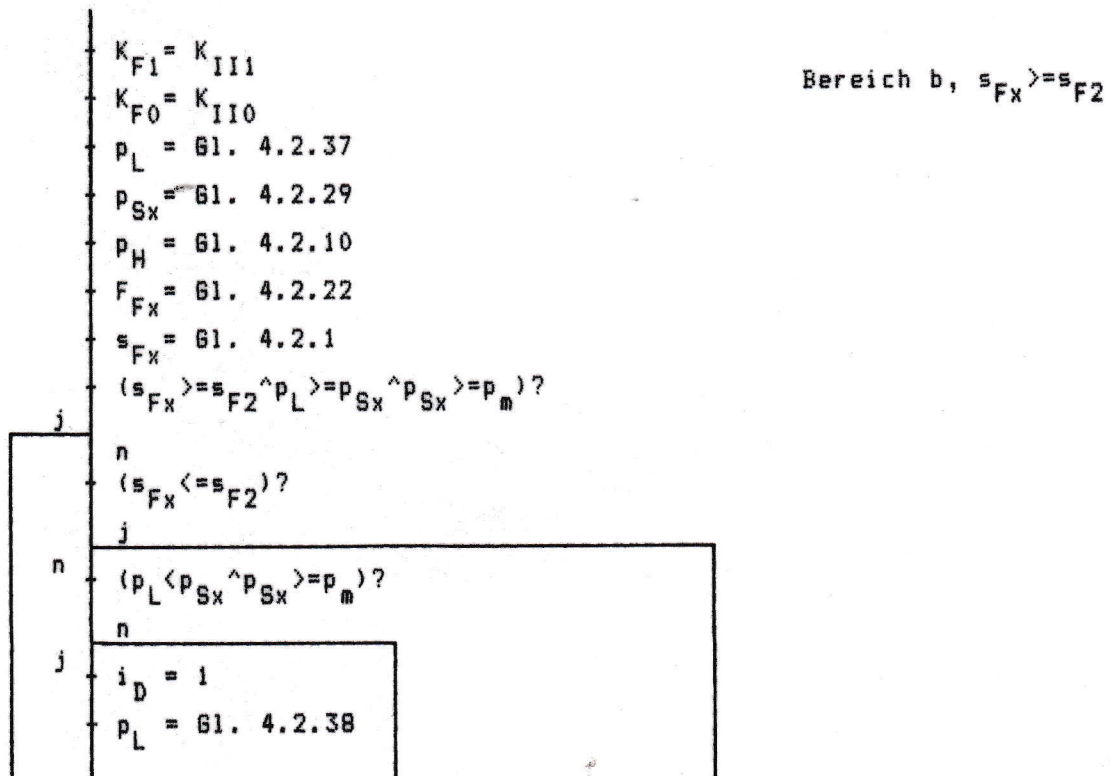 K_F1 = K_III1
Bereich b, s_Fx >= s_F2
K_F0 = K_II0
p_L = Gl. 4.2.37
p_Sx = Gl. 4.2.29
p_H = Gl. 4.2.10
F_Fx = Gl. 4.2.22
s_Fx = Gl. 4.2.1
(s_Fx >= s_F2 ^ p_L >= p_Sx ^ p_Sx >= p_m)?
j
n
(s_Fx <= s_F2)?
j
n (p_L < p_Sx ^ p_Sx >= p_m)?
n
j i_D = 1
p_L = Gl. 4.2.38